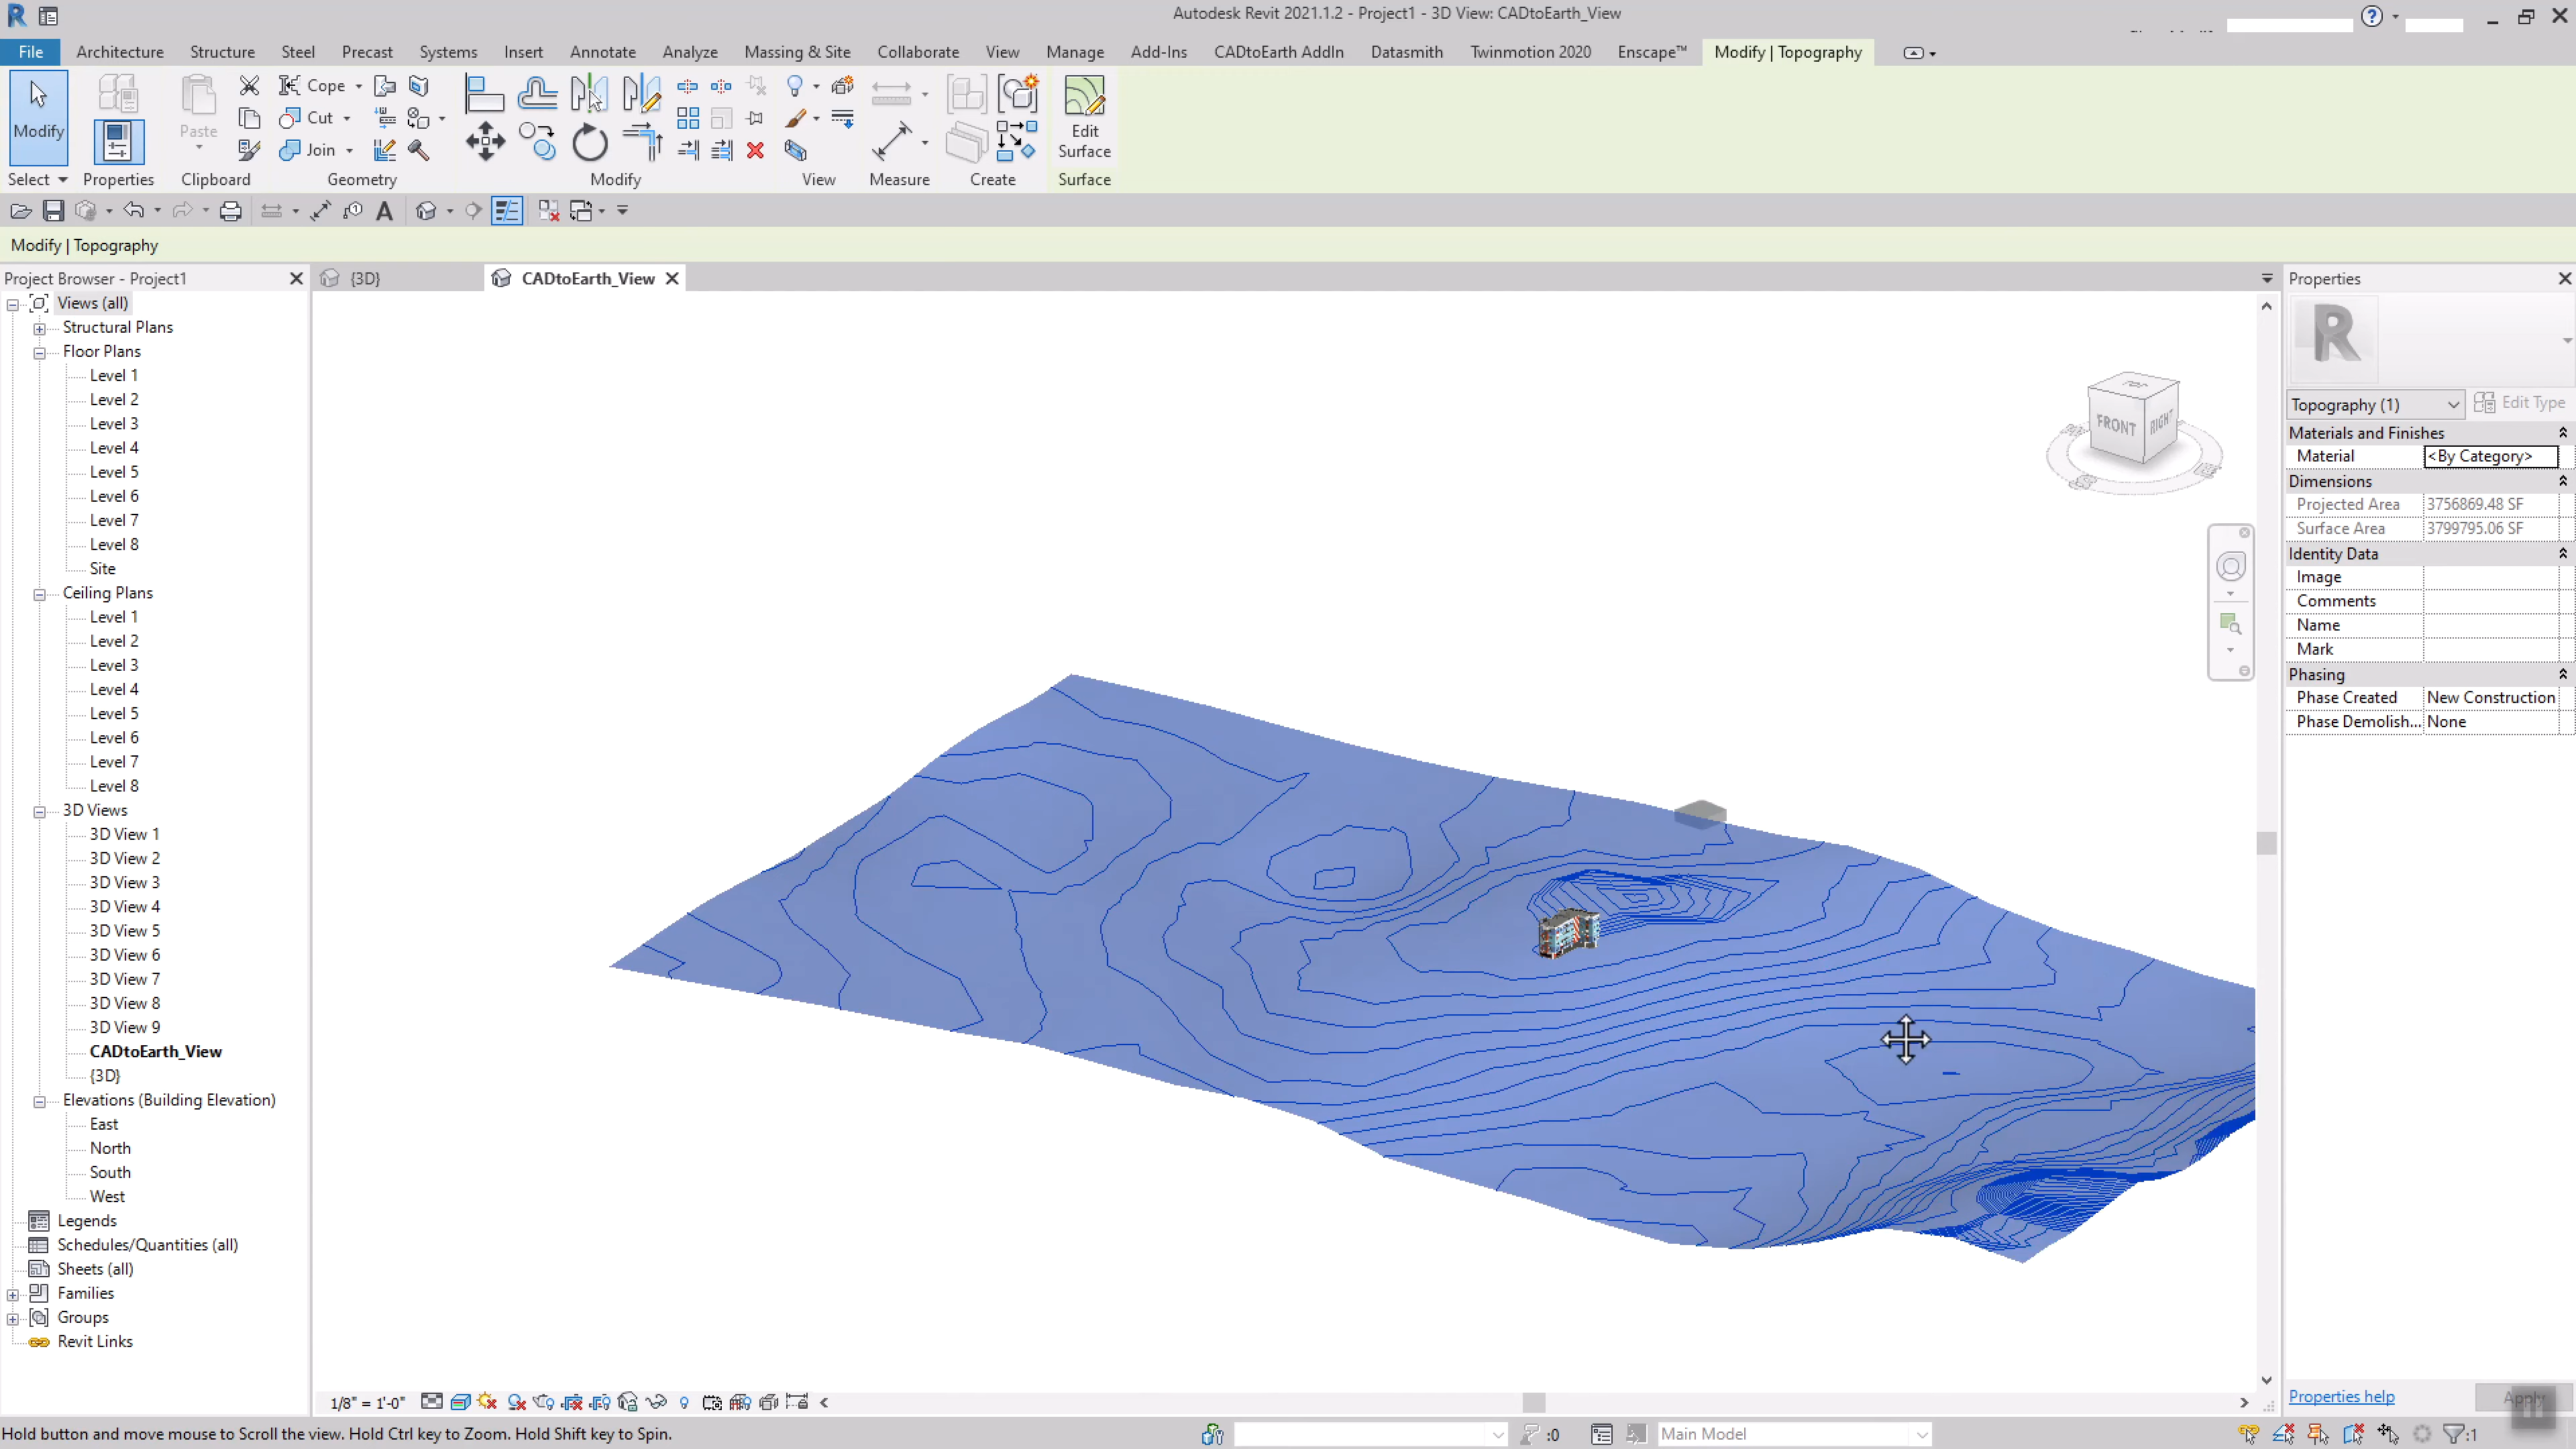 Autodesk Revit 2021.1.2 - Project1 - 3D View: CADtoEarth_View
File Architecture Structure Steel Precast Systems Insert Annotate Analyze Massing & Site Collaborate View Manage Add-Ins CADtoEarth AddIn Datasmith Twinmotion 2020 Enscape™ Modify | Topography
Modify
Paste
Cope
Cut
Join
Edit
Surface
Select Properties Clipboard Geometry Modify View Measure Create Surface
Modify | Topography
Project Browser - Project1
Views (all)
Structural Plans
Floor Plans
Level 1
Level 2
Level 3
Level 4
Level 5
Level 6
Level 7
Level 8
Site
Ceiling Plans
Level 1
Level 2
Level 3
Level 4
Level 5
Level 6
Level 7
Level 8
3D Views
3D View 1
3D View 2
3D View 3
3D View 4
3D View 5
3D View 6
3D View 7
3D View 8
3D View 9
CADtoEarth_View
{3D}
Elevations (Building Elevation)
East
North
South
West
Legends
Schedules/Quantities (all)
Sheets (all)
Families
Groups
Revit Links
{3D}
CADtoEarth_View
TOP
FRONT
RIGHT
Properties
Topography (1)
Edit Type
Materials and Finishes
Material <By Category>
Dimensions
Projected Area 3756869.48 SF
Surface Area 3799795.06 SF
Identity Data
Image
Comments
Name
Mark
Phasing
Phase Created New Construction
Phase Demolish... None
Properties help
Apply
1/8" = 1'-0"
Hold button and move mouse to Scroll the view. Hold Ctrl key to Zoom. Hold Shift key to Spin.
:0
Main Model
:1